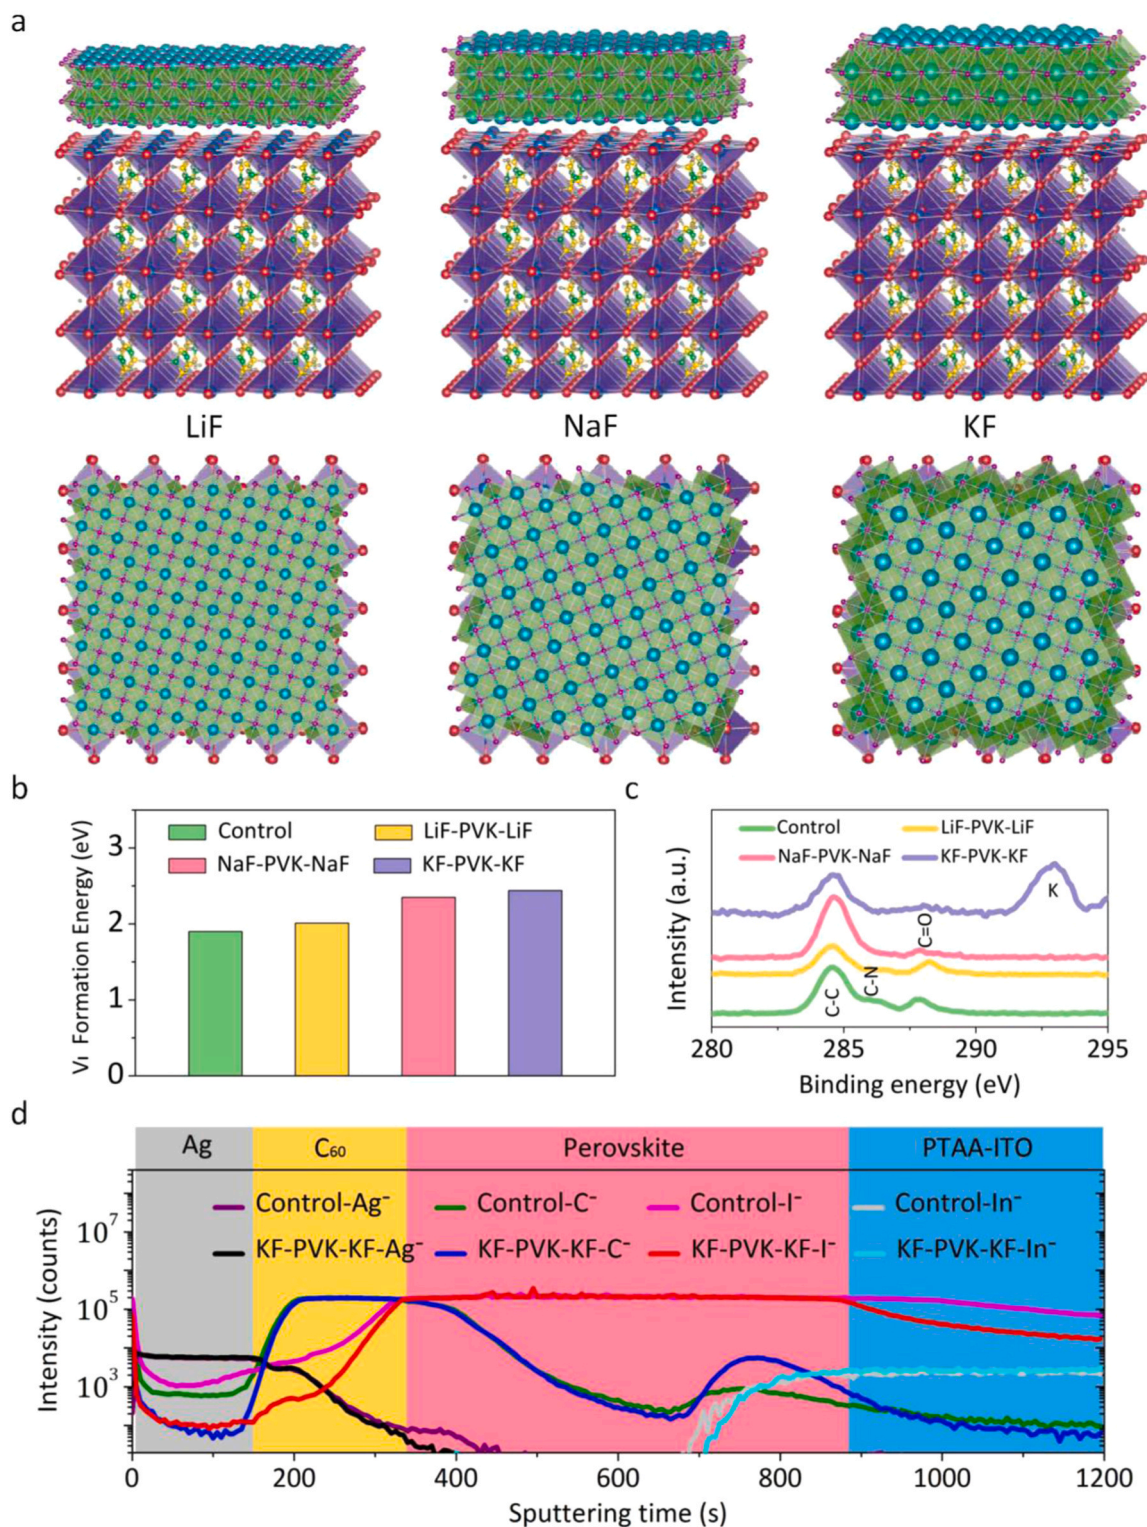 a
LiF NaF KF
b
V_I Formation Energy (eV)
3
2
1
0
Control LiF-PVK-LiF
NaF-PVK-NaF KF-PVK-KF
c
Intensity (a.u.)
Control LiF-PVK-LiF
NaF-PVK-NaF KF-PVK-KF
K
C=O
C-N
C-C
280 285 290 295
Binding energy (eV)
d
Ag C₆₀ Perovskite PTAA-ITO
Control-Ag⁻ Control-C⁻ Control-I⁻ Control-In⁻
KF-PVK-KF-Ag⁻ KF-PVK-KF-C⁻ KF-PVK-KF-I⁻ KF-PVK-KF-In⁻
Intensity (counts)
10⁷
10⁵
10³
0 200 400 600 800 1000 1200
Sputtering time (s)